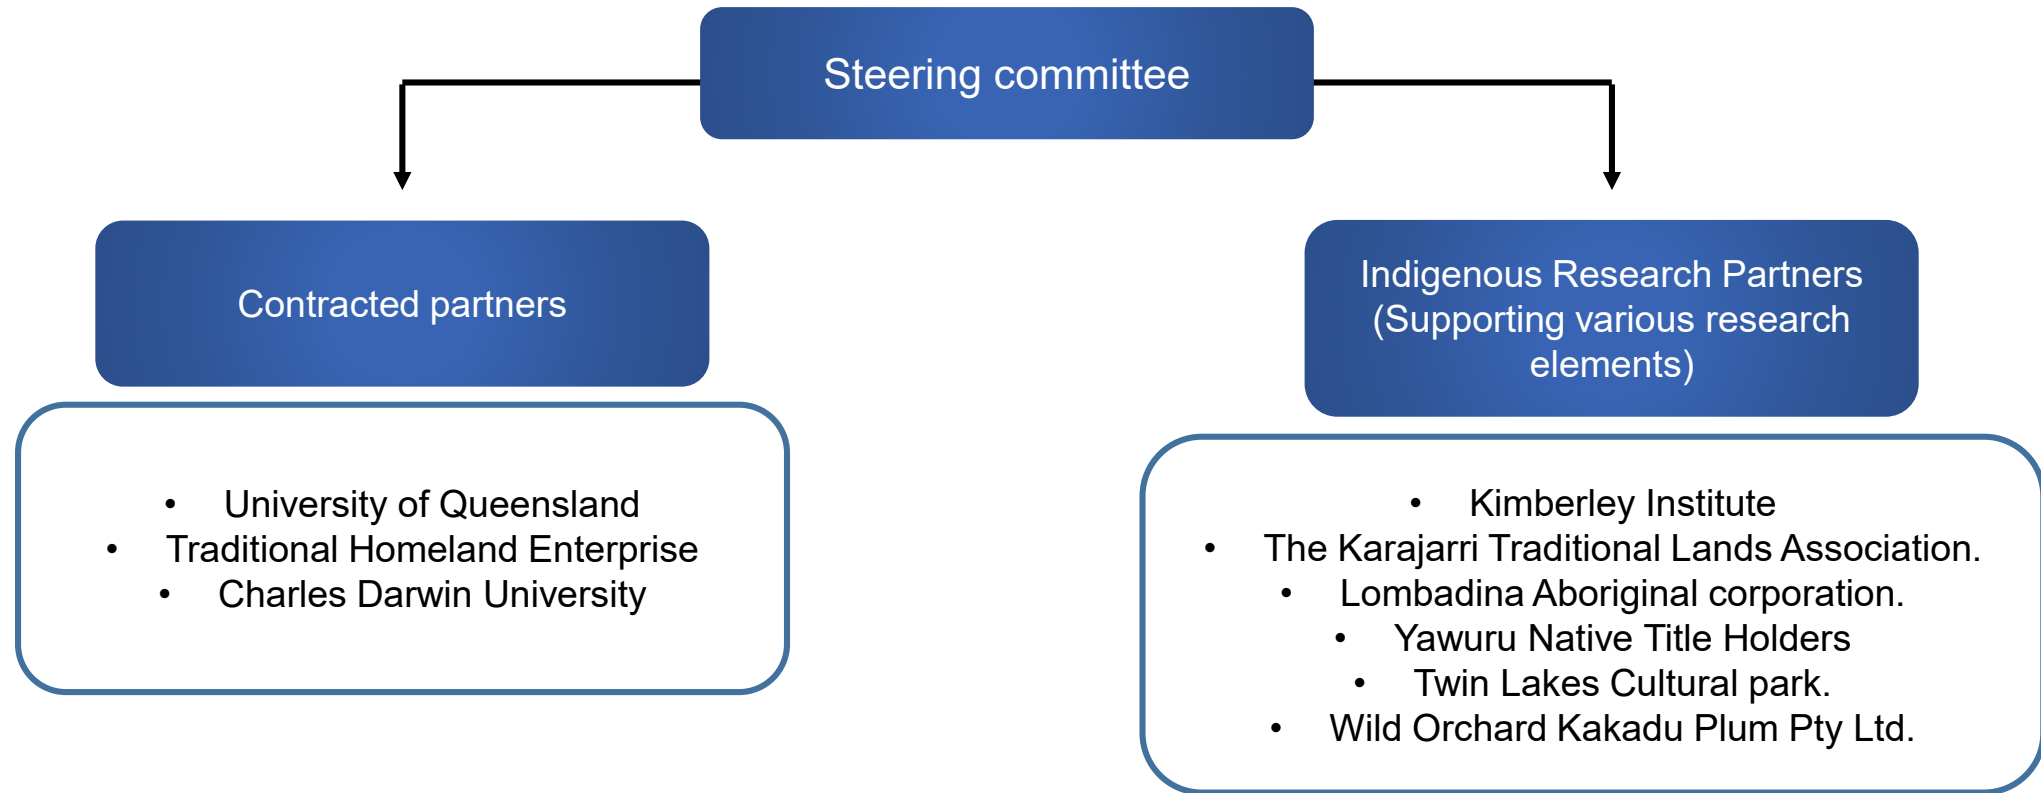 Steering committee
Contracted partners
• University of Queensland
• Traditional Homeland Enterprise
• Charles Darwin University
Indigenous Research Partners
(Supporting various research
elements)
• Kimberley Institute
• The Karajarri Traditional Lands Association.
• Lombadina Aboriginal corporation.
• Yawuru Native Title Holders
• Twin Lakes Cultural park.
• Wild Orchard Kakadu Plum Pty Ltd.